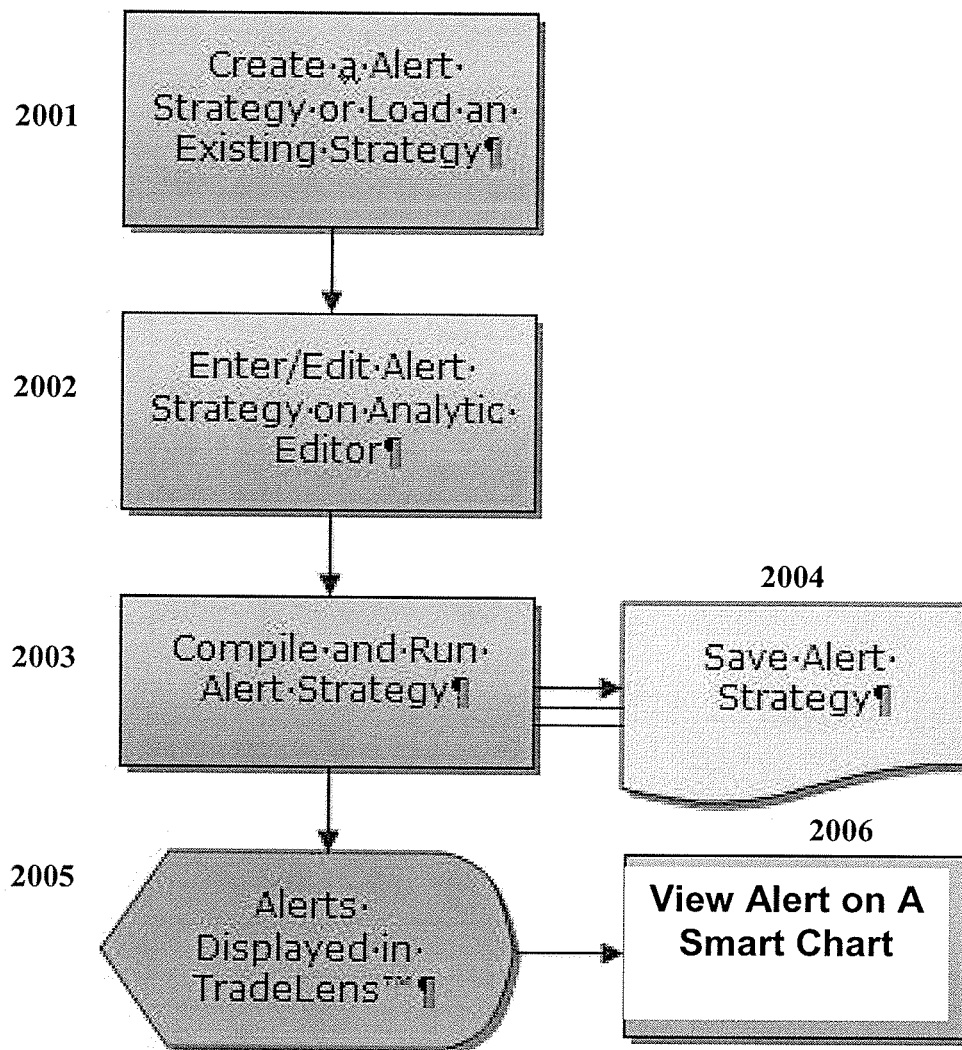 2001
Create·a·Alert·
Strategy·or·Load·an·
Existing·Strategy¶
2002
Enter/Edit·Alert·
Strategy·on·Analytic·
Editor¶
2003
Compile·and·Run·
Alert·Strategy¶
2004
Save·Alert·
Strategy¶
2005
Alerts·
Displayed·in·
TradeLens™¶
2006
View Alert on A
Smart Chart